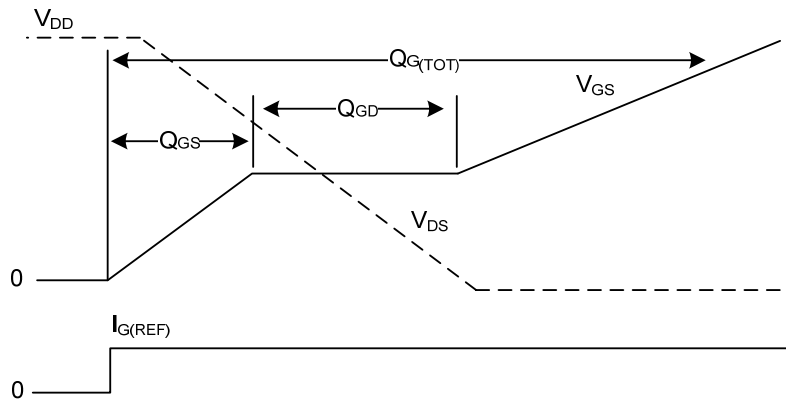 VDD
QG(TOT)
VGS
QGD
QGS
VDS
0
IG(REF)
0